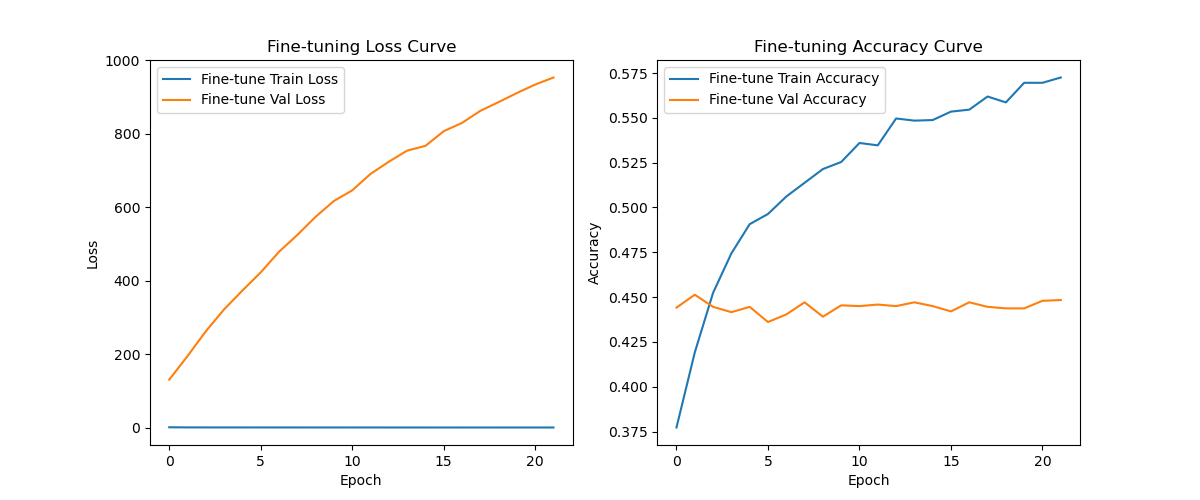 Fine-tuning Loss Curve
Fine-tune Train Loss
Fine-tune Val Loss
1000
800
600
400
200
0
Loss
0 5 10 15 20
Epoch
Fine-tuning Accuracy Curve
Fine-tune Train Accuracy
Fine-tune Val Accuracy
0.575
0.550
0.525
0.500
0.475
0.450
0.425
0.400
0.375
Accuracy
0 5 10 15 20
Epoch